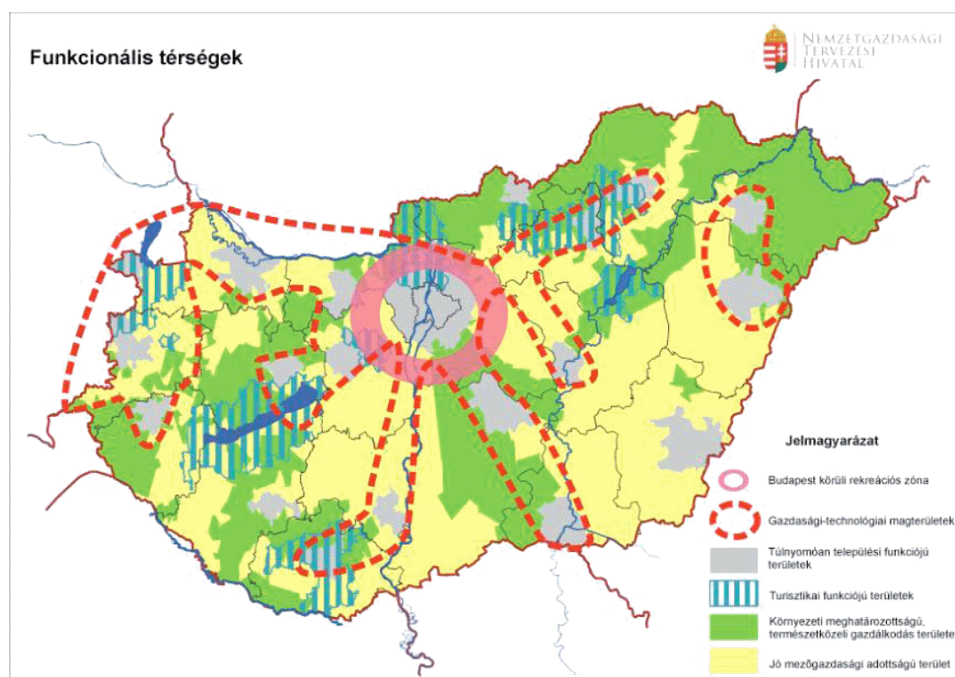 Funkcionális térségek
NEMZETGAZDASÁGI
TERVEZÉSI
HIVATAL
Jelmagyarázat
Budapest körüli rekreációs zóna
Gazdasági-technológiai magterületek
Túlnyomóan települési funkciójú
területek
Turisztikai funkciójú területek
Környezeti meghatározottságú,
természetközeli gazdálkodás területe
Jó mezőgazdasági adottságú terület